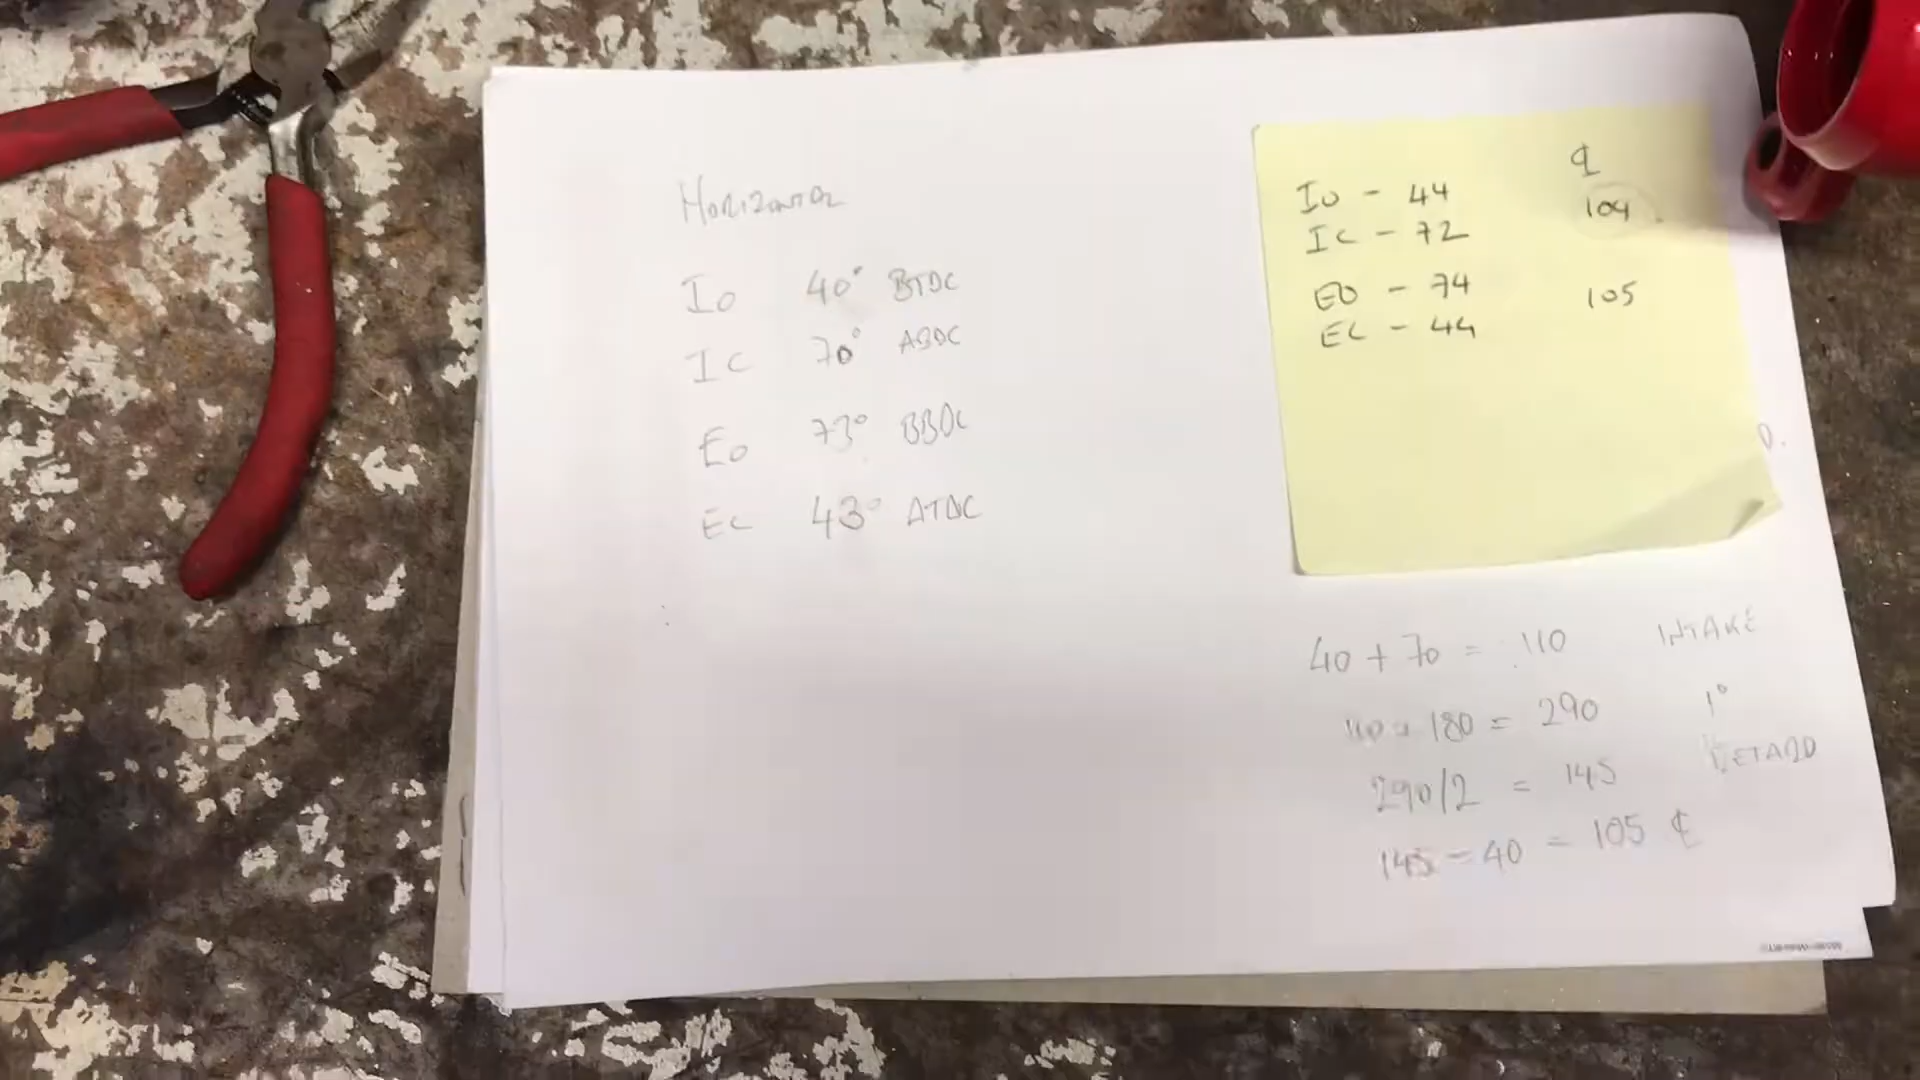 Horizontal
IO 40° BTDC
IC 70° ABDC
EO 73° BBDC
EC 43° ATDC
℄
IO - 44 104
IC - 72
EO - 74 105
EC - 44
D.
40 + 70 = 110 INTAKE
110 + 180 = 290 1°
290/2 = 145 RETARD
145 - 40 = 105 ℄